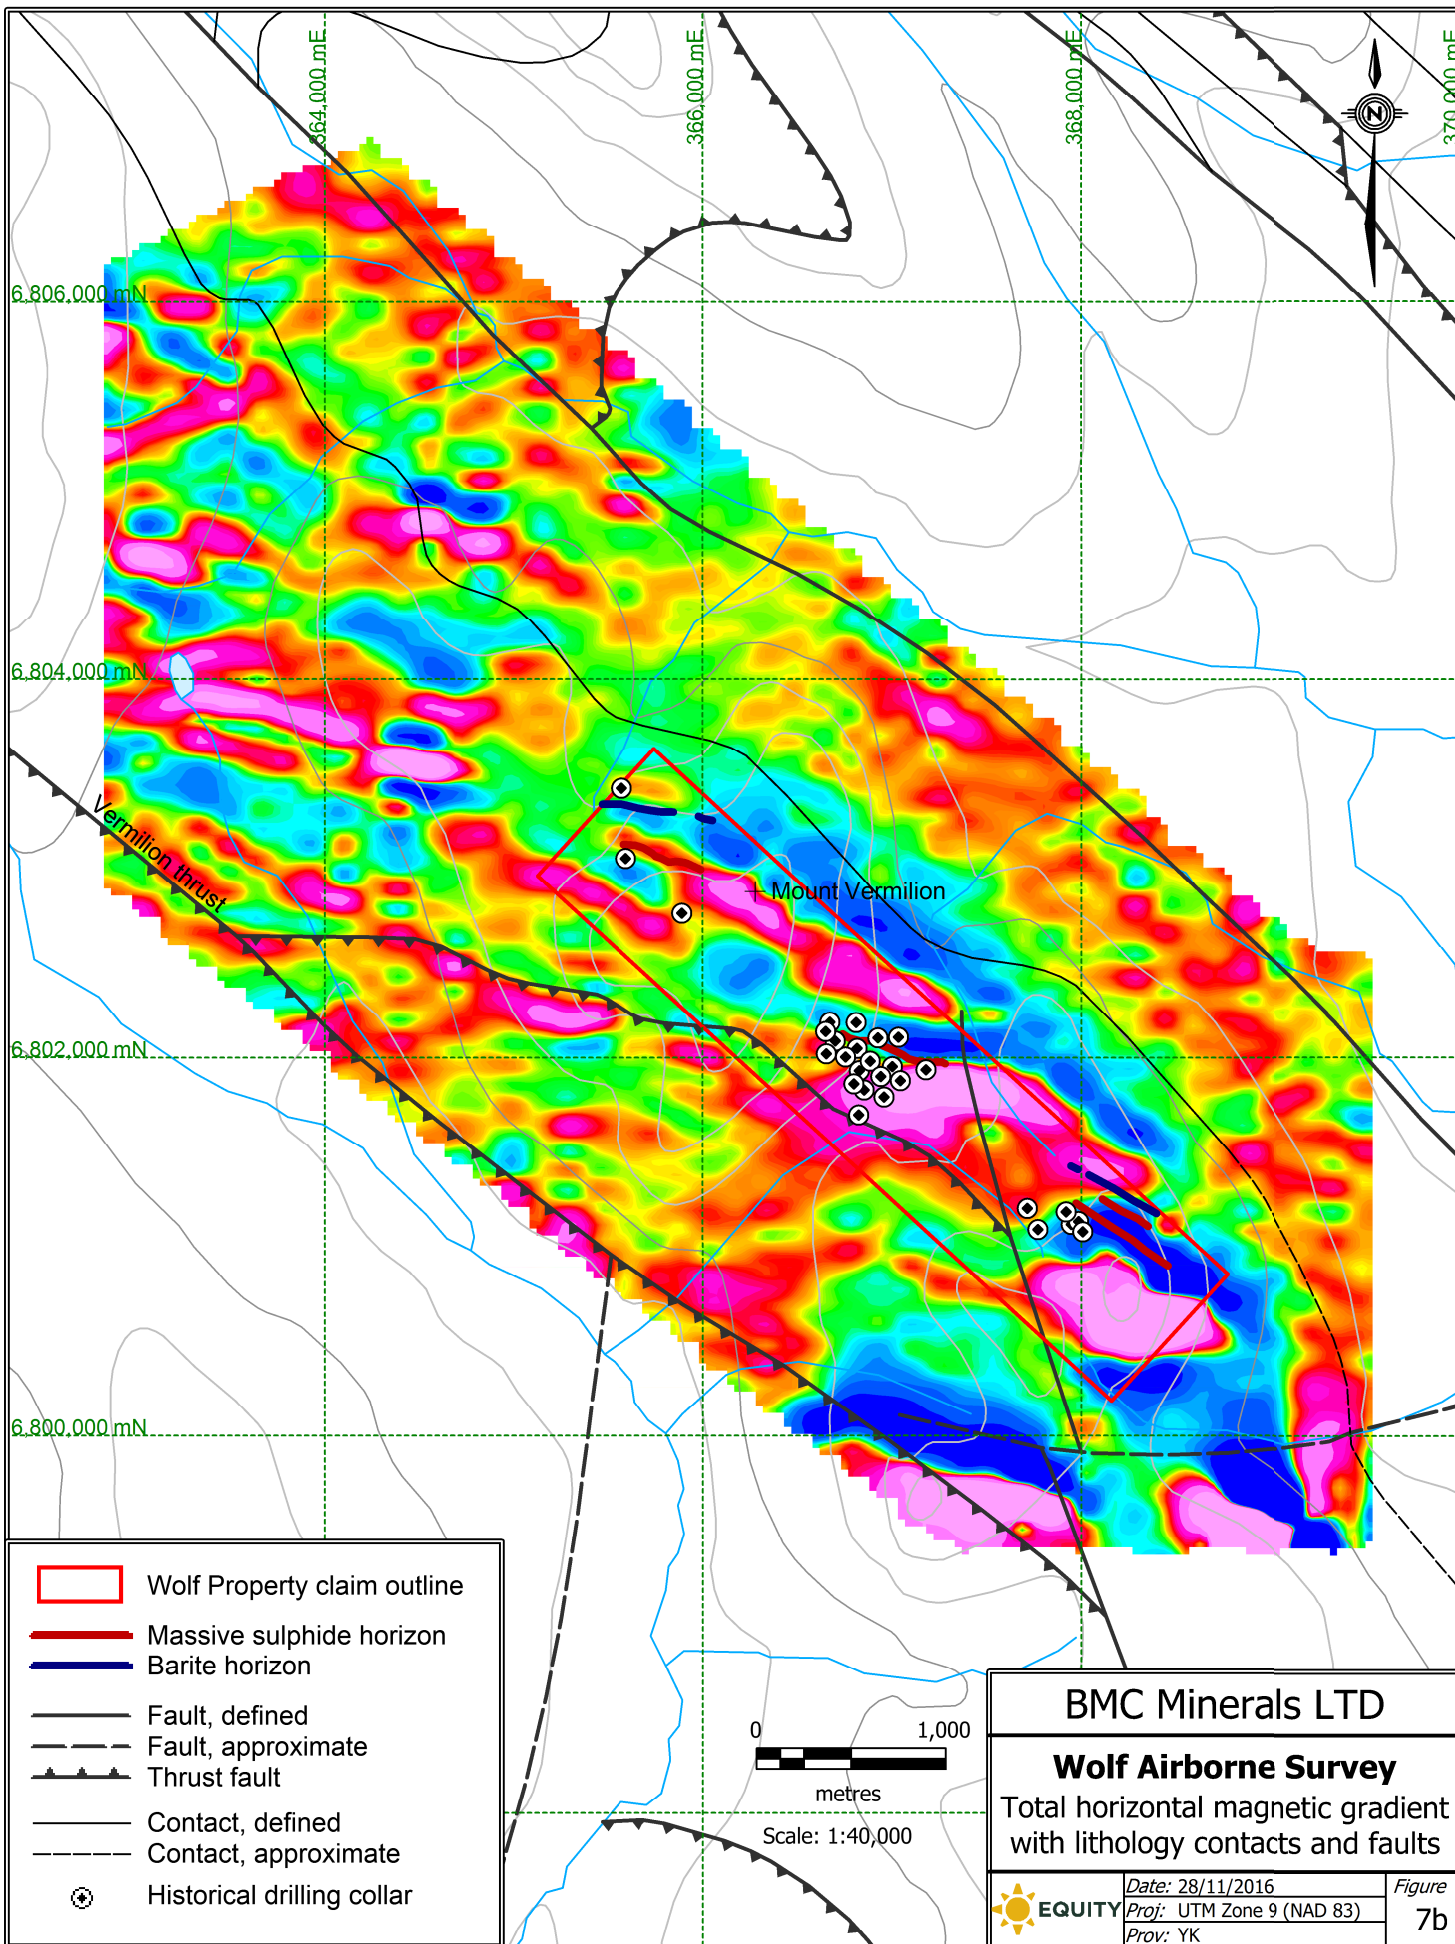 364,000 mE
366,000 mE
368,000 mE
370,000 mE
6,806,000 mN
6,804,000 mN
Vermilion thrust
Mount Vermilion
6,802,000 mN
6,800,000 mN
Wolf Property claim outline
Massive sulphide horizon
Barite horizon
Fault, defined
Fault, approximate
Thrust fault
Contact, defined
Contact, approximate
Historical drilling collar
0 1,000
metres
Scale: 1:40,000
BMC Minerals LTD
Wolf Airborne Survey
Total horizontal magnetic gradient
with lithology contacts and faults
EQUITY
Date: 28/11/2016
Proj: UTM Zone 9 (NAD 83)
Prov: YK
Figure
7b
N